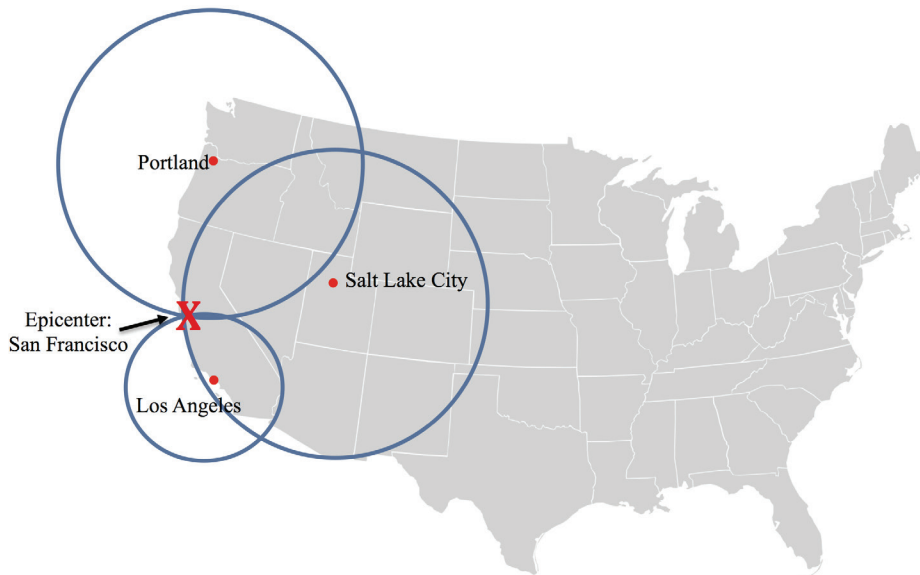 Portland
Salt Lake City
X
Epicenter:
San Francisco
Los Angeles